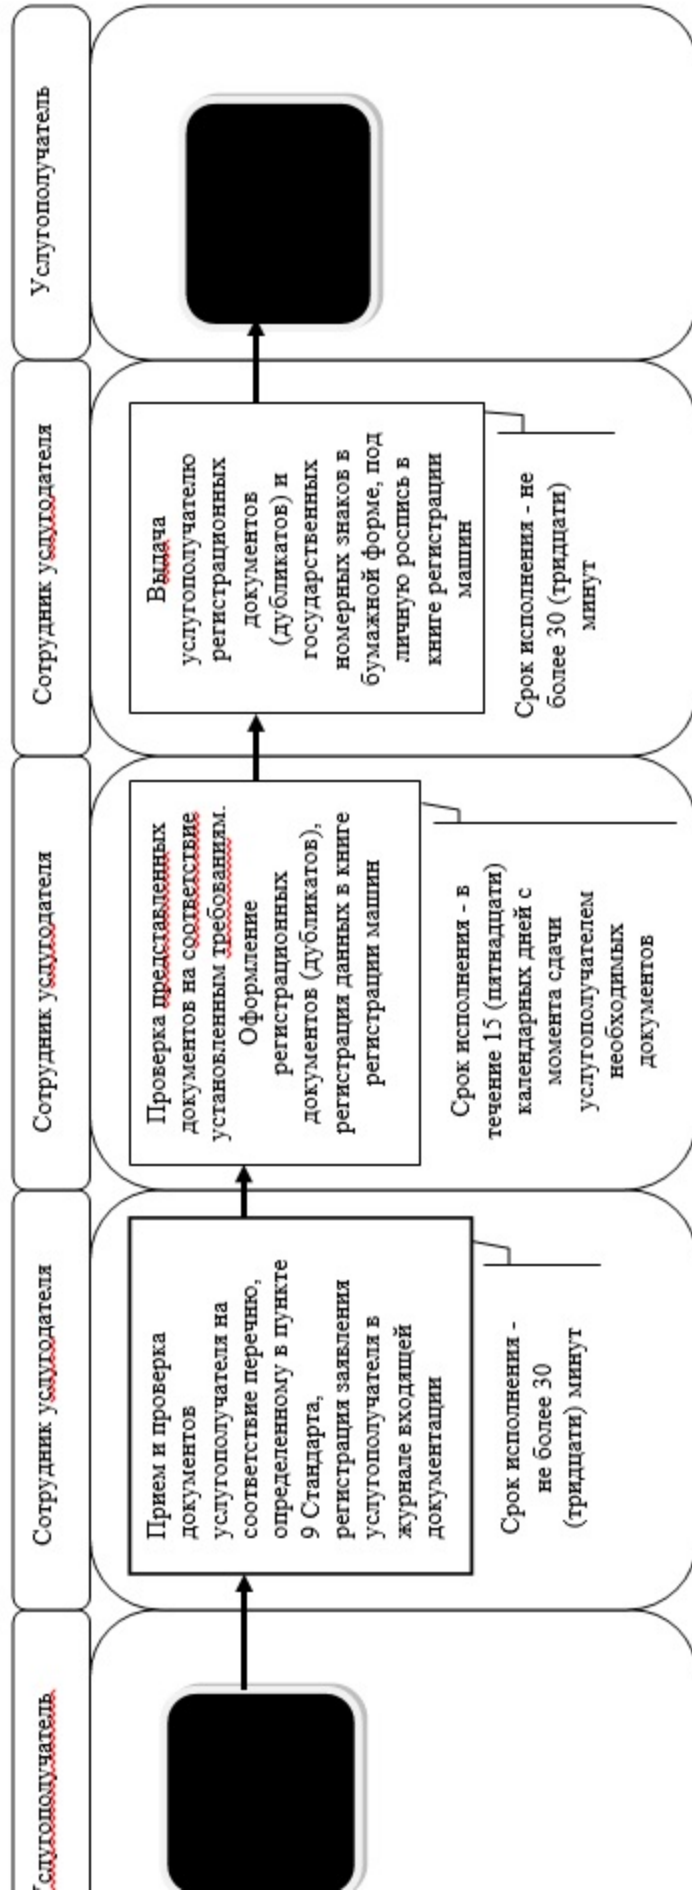 Услугополучатель
Сотрудник услугодателя
Сотрудник услугодателя
Сотрудник услугодателя
Услугополучатель
Прием и проверка
документов
услугополучателя на
соответствие перечню,
определенному в пункте
9 Стандарта,
регистрация заявления
услугополучателя в
журнале входящей
документации
Срок исполнения -
не более 30
(тридцати) минут
Проверка представленных
документов на соответствие
установленным требованиям.
Оформление
регистрационных
документов (дубликатов),
регистрация данных в книге
регистрации машин
Срок исполнения - в
течение 15 (пятнадцати)
календарных дней с
момента сдачи
услугополучателем
необходимых
документов
Выдача
услугополучателю
регистрационных
документов
(дубликатов) и
государственных
номерных знаков в
бумажной форме, под
личную роспись в
книге регистрации
машин
Срок исполнения - не
более 30 (тридцати)
минут